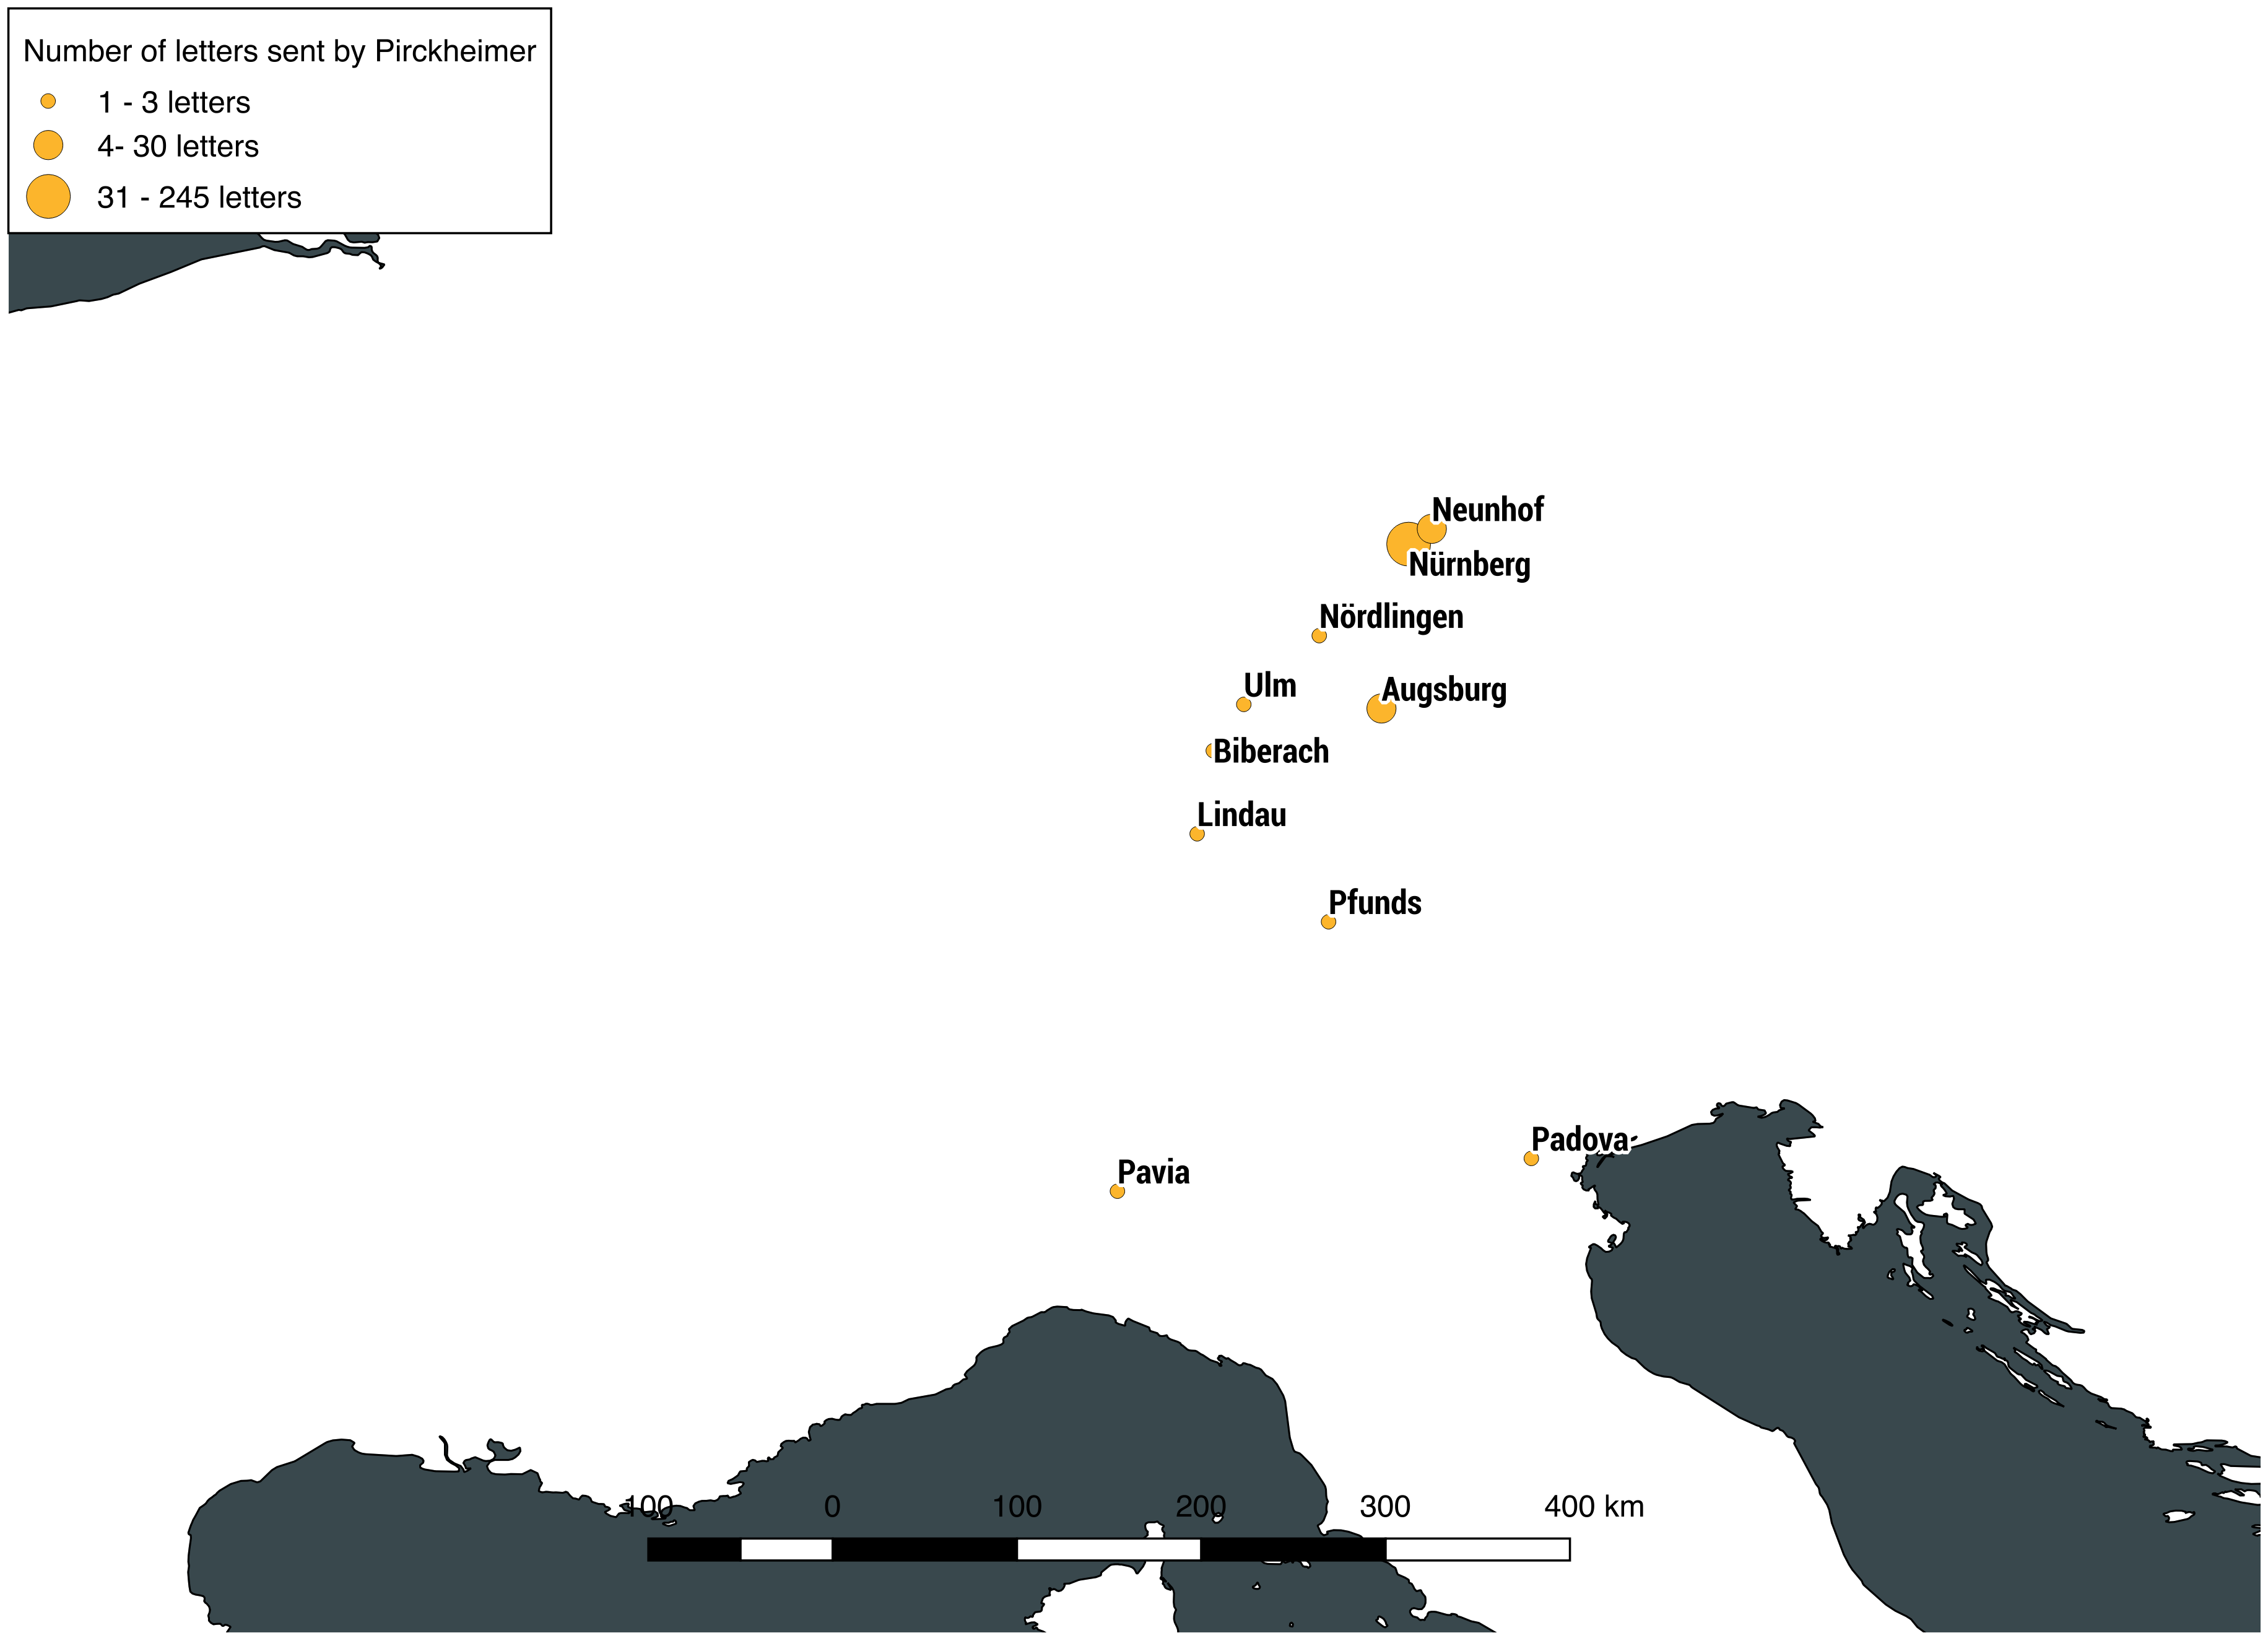 Number of letters sent by Pirckheimer
1 - 3 letters
4- 30 letters
31 - 245 letters
Neunhof
Nürnberg
Nördlingen
Ulm
Augsburg
Biberach
Lindau
Pfunds
Padova
Pavia
100 0 100 200 300 400 km